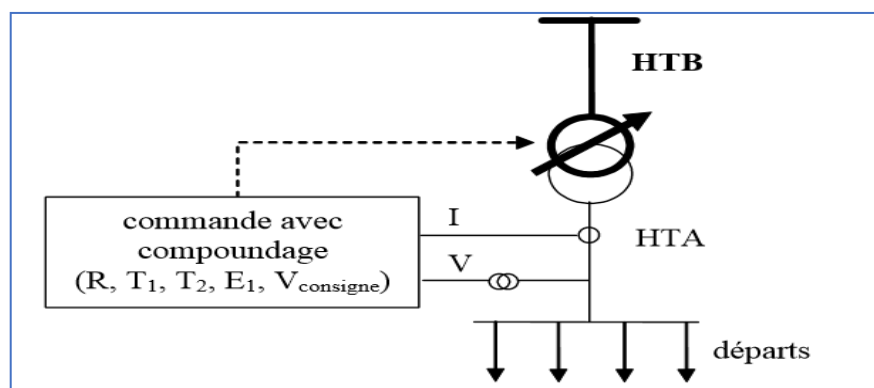 HTB
commande avec
compoundage
(R, T₁, T₂, E₁, Vconsigne)
I
V
HTA
départs